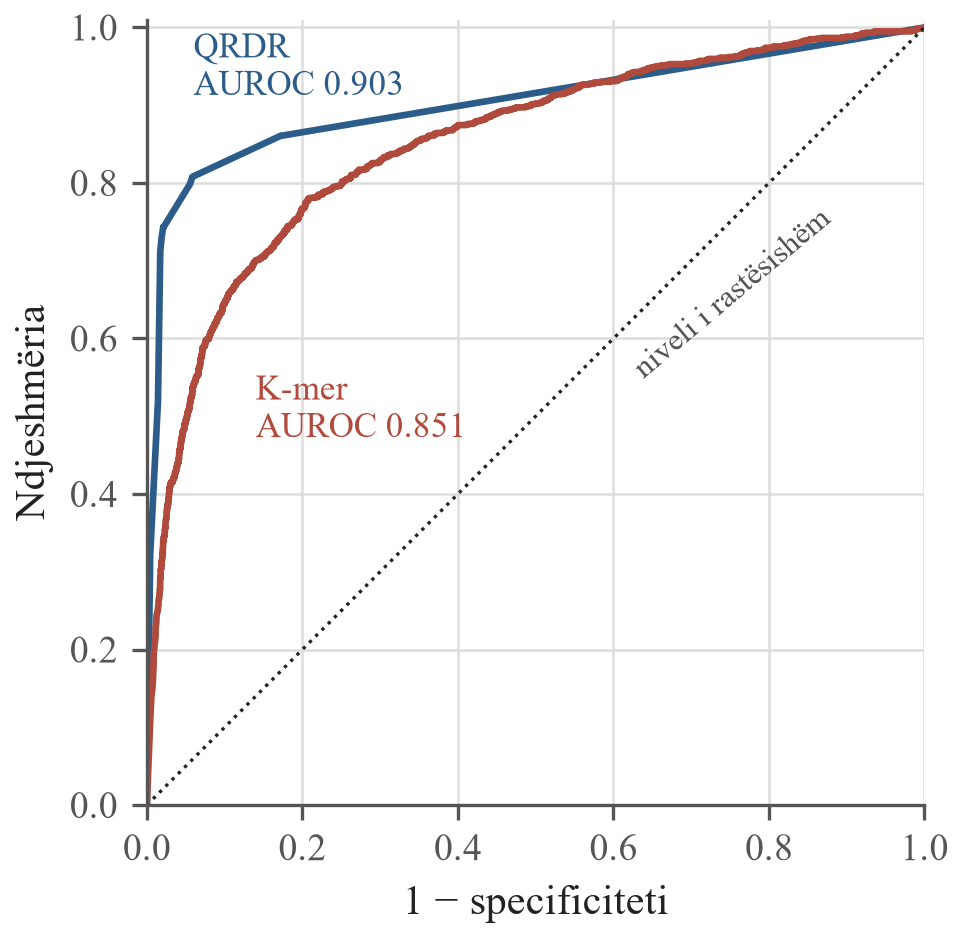 1.0
0.8
0.6
0.4
0.2
0.0
Ndjeshmëria
QRDR
AUROC 0.903
K-mer
AUROC 0.851
niveli i rastësishëm
0.0 0.2 0.4 0.6 0.8 1.0
1 − specificiteti